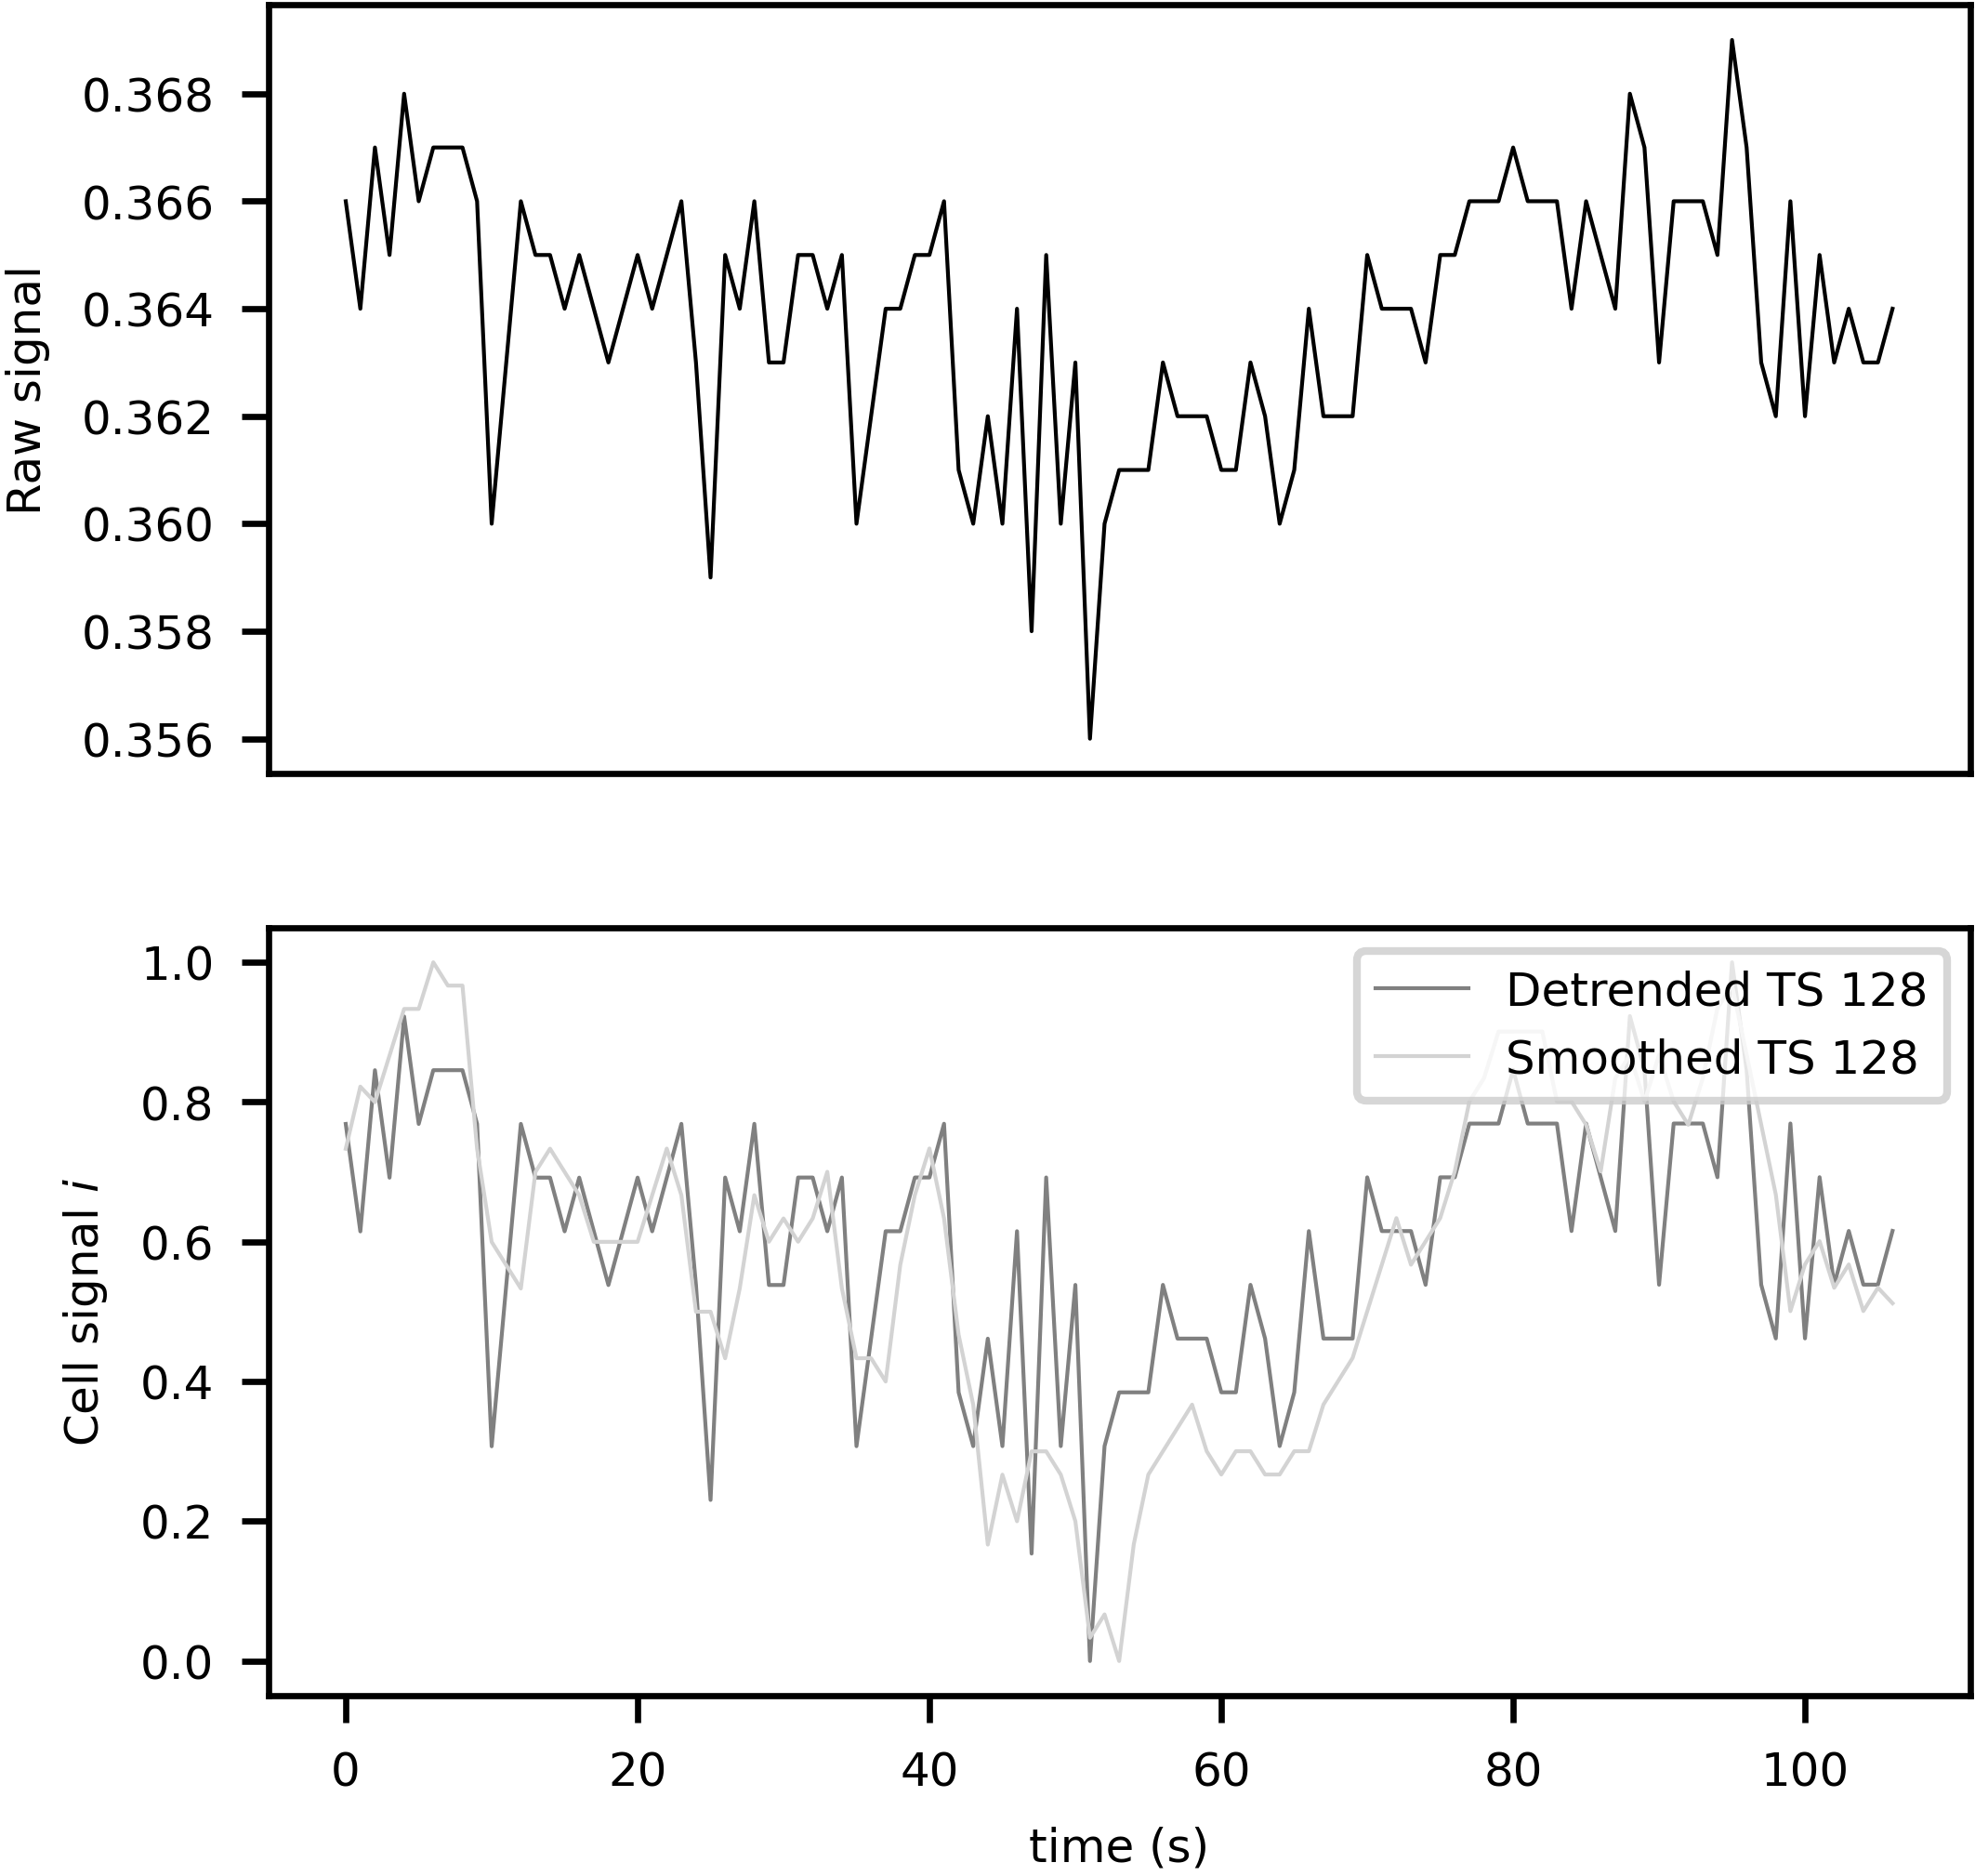 0.368
0.366
0.364
0.362
0.360
0.358
0.356
Raw signal
1.0
0.8
0.6
0.4
0.2
0.0
Cell signal i
Detrended TS 128
Smoothed TS 128
0 20 40 60 80 100
time (s)